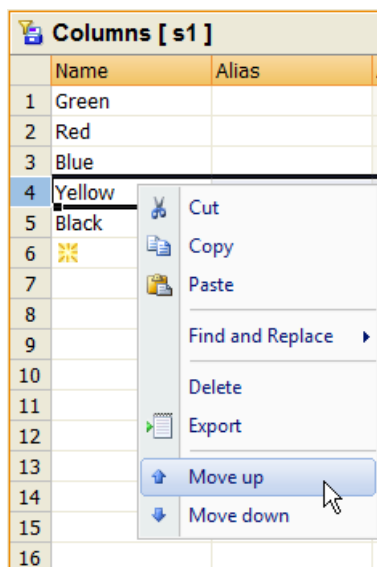 Columns [ s1 ]
Name Alias
1 Green
2 Red
3 Blue
4 Yellow
5 Black
6
7
8
9
10
11
12
13
14
15
16
Cut
Copy
Paste
Find and Replace
Delete
Export
Move up
Move down